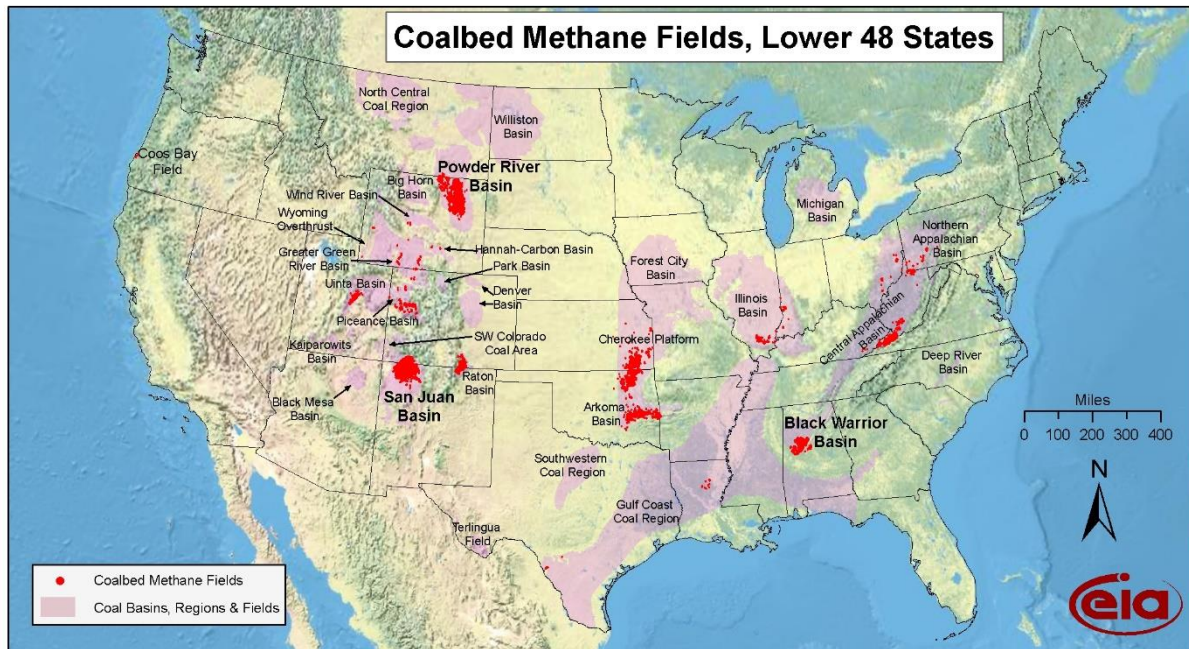 Coalbed Methane Fields, Lower 48 States
North Central
Coal Region
Williston
Basin
Coos Bay
Field
Powder River
Basin
Big Horn
Basin
Wind River Basin
Wyoming
Overthrust
Greater Green
River Basin
Hannah-Carbon Basin
Park Basin
Uinta Basin
Denver
Basin
Piceance Basin
Kaiparowits
Basin
SW Colorado
Coal Area
Black Mesa
Basin
San Juan
Basin
Raton
Basin
Michigan
Basin
Northern
Appalachian
Basin
Forest City
Basin
Illinois
Basin
Cherokee Platform
Central Appalachian
Basin
Deep River
Basin
Arkoma
Basin
Black Warrior
Basin
Southwestern
Coal Region
Gulf Coast
Coal Region
Terlingua
Field
Miles
0 100 200 300 400
N
Coalbed Methane Fields
Coal Basins, Regions & Fields
eia